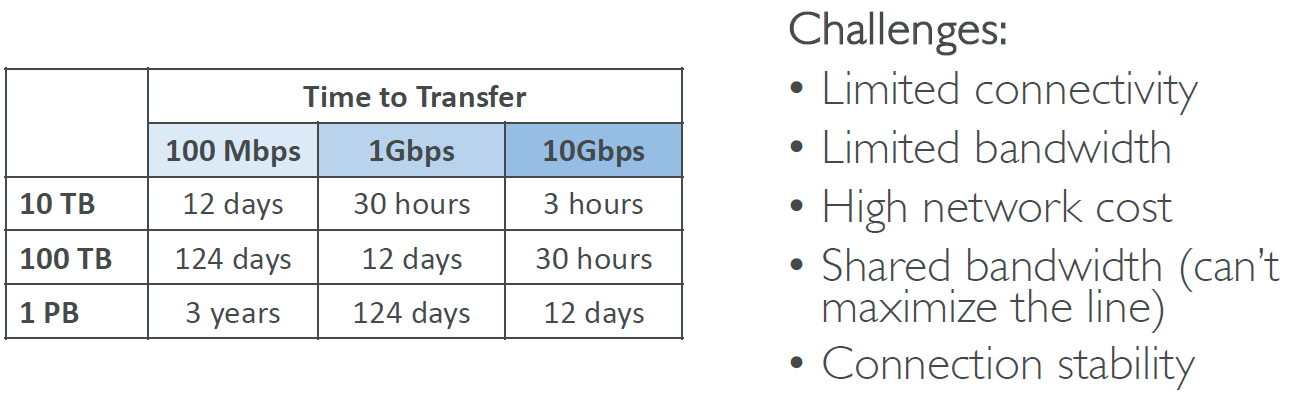 Time to Transfer
100 Mbps 1Gbps 10Gbps
10 TB 12 days 30 hours 3 hours
100 TB 124 days 12 days 30 hours
1 PB 3 years 124 days 12 days
Challenges:
• Limited connectivity
• Limited bandwidth
• High network cost
• Shared bandwidth (can’t
maximize the line)
• Connection stability